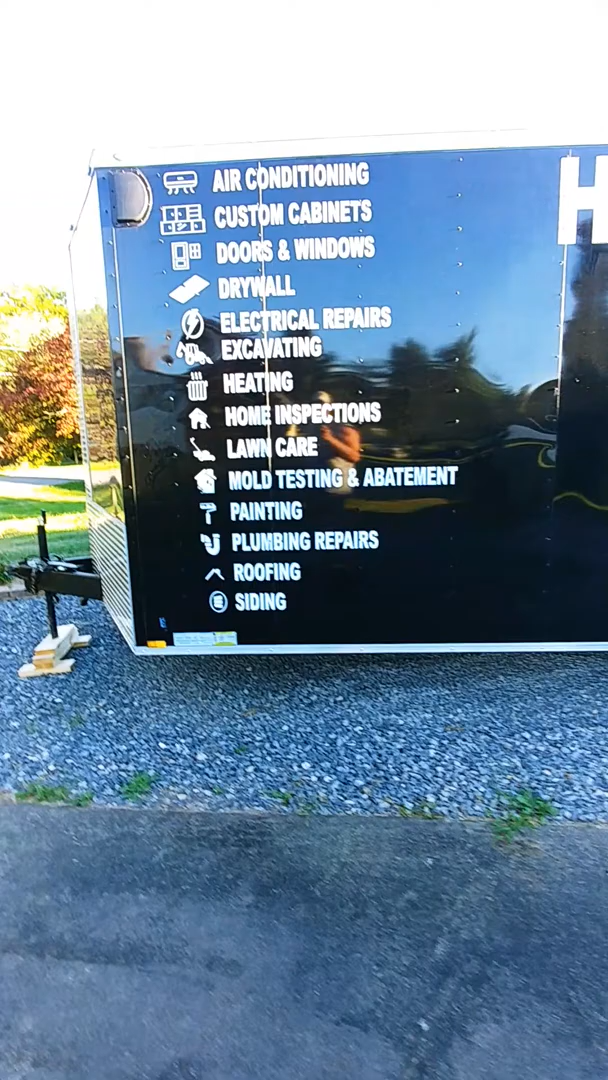 AIR CONDITIONING
CUSTOM CABINETS
DOORS & WINDOWS
DRYWALL
ELECTRICAL REPAIRS
EXCAVATING
HEATING
HOME INSPECTIONS
LAWN CARE
MOLD TESTING & ABATEMENT
PAINTING
PLUMBING REPAIRS
ROOFING
SIDING
H